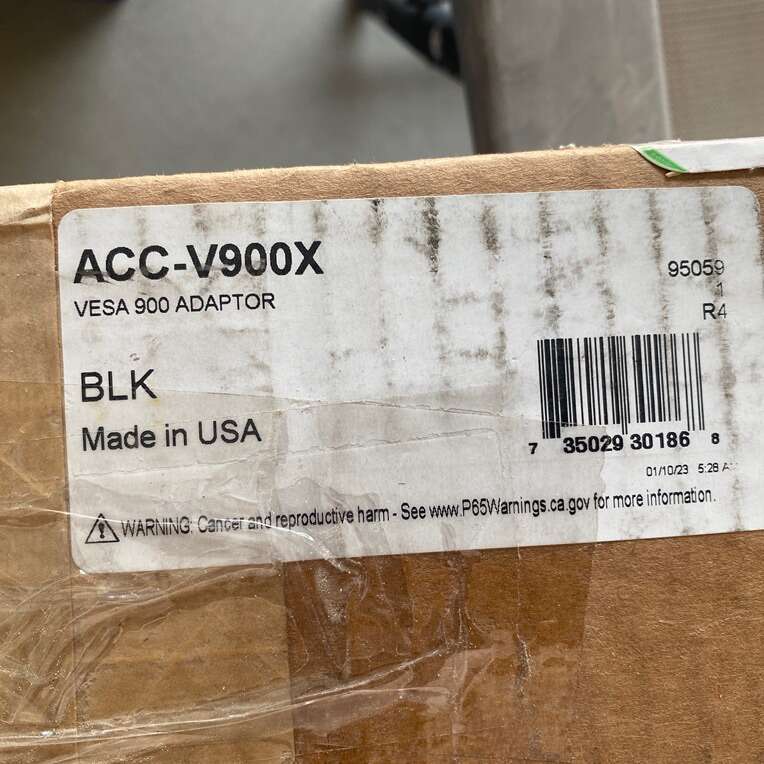 ACC-V900X
VESA 900 ADAPTOR
95059
1
R4
BLK
Made in USA
7 35029 30186 8
01/10/23 5:28 A
WARNING: Cancer and reproductive harm - See www.P65Warnings.ca.gov for more information.